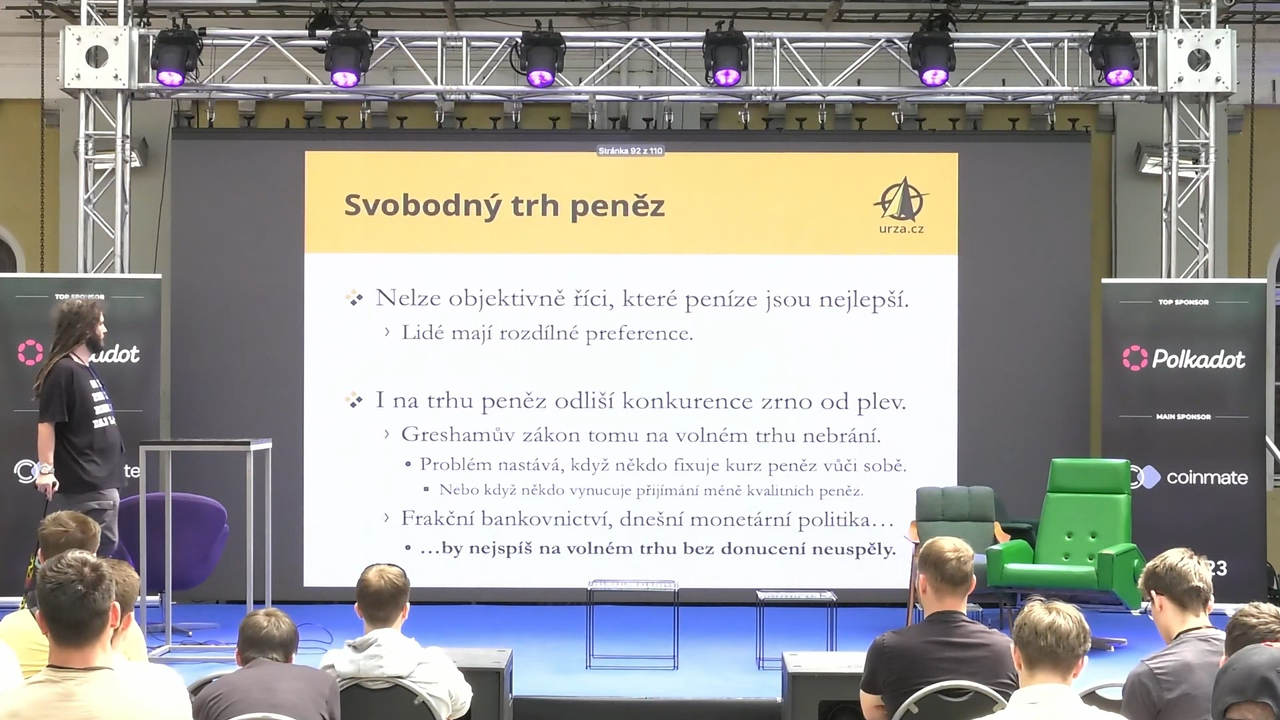 Stránka 92 z 110
Svobodný trh peněz
urza.cz
Nelze objektivně říci, které peníze jsou nejlepší.
Lidé mají rozdílné preference.
I na trhu peněz odliší konkurence zrno od plev.
Greshamův zákon tomu na volném trhu nebrání.
Problém nastává, když někdo fixuje kurz peněz vůči sobě.
Nebo když někdo vynucuje přijímání méně kvalitních peněz.
Frakční bankovnictví, dnešní monetární politika…
…by nejspíš na volném trhu bez donucení neuspěly.
TOP SPONSOR
TOP SPONSOR
Polkadot
MAIN SPONSOR
coinmate